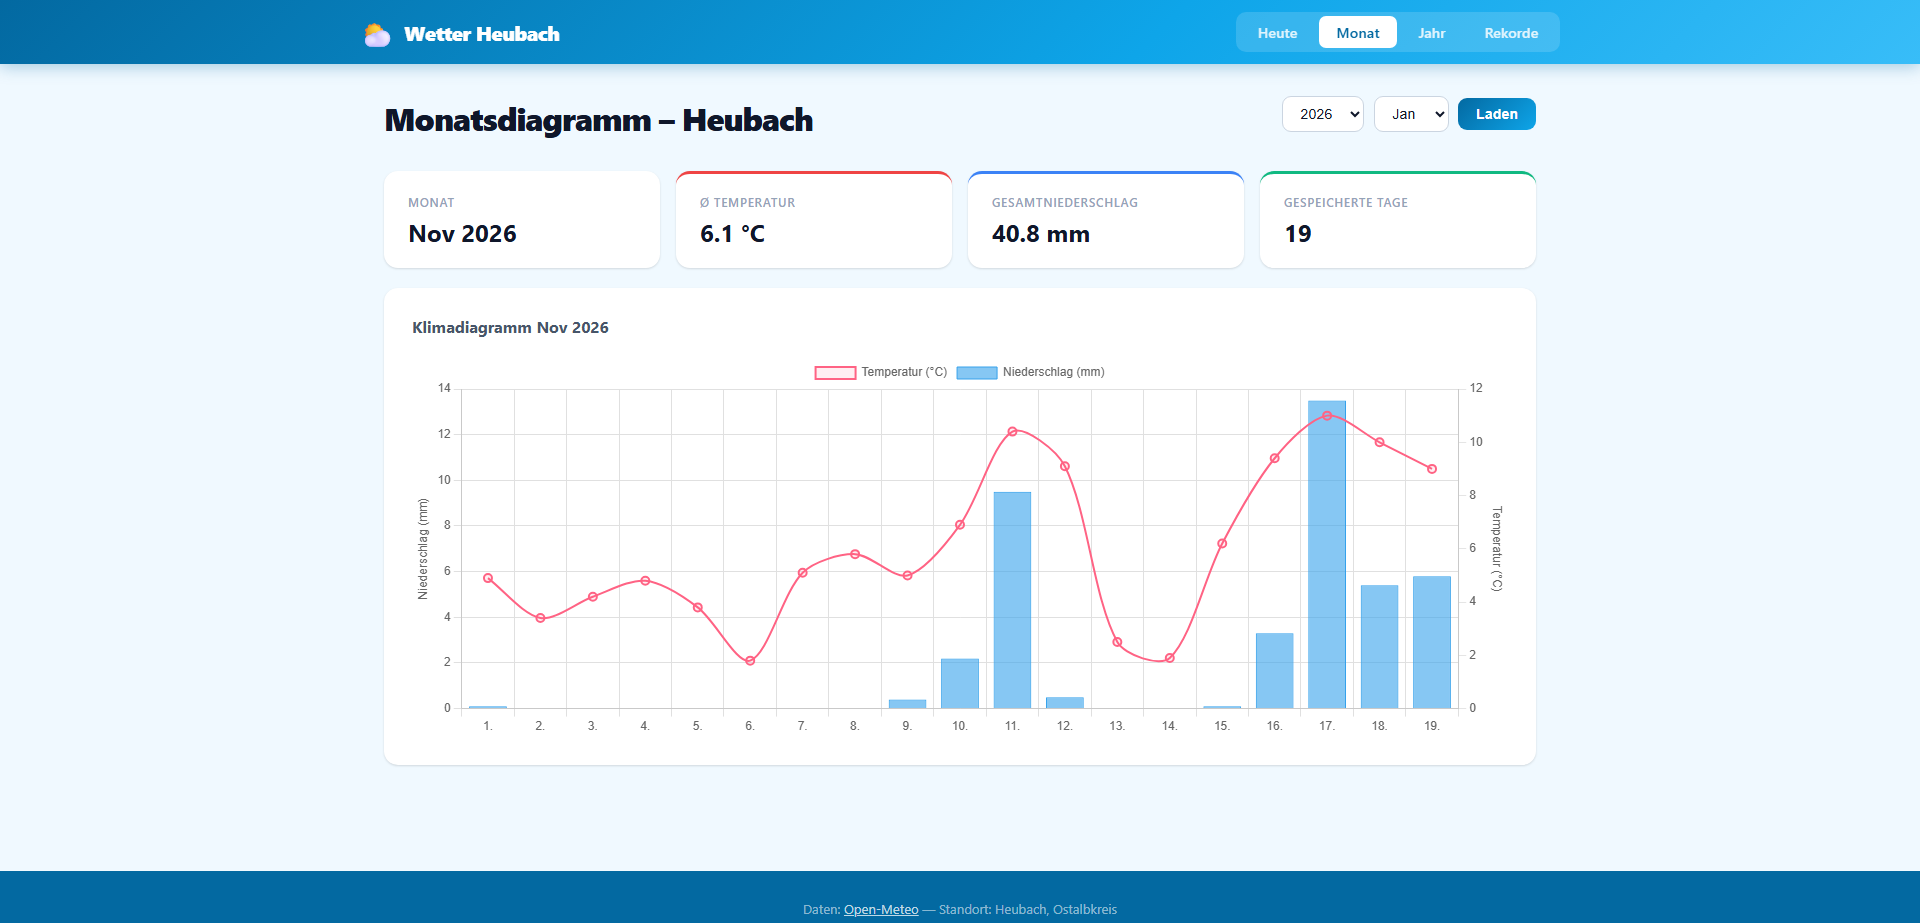 Wetter Heubach
Heute Monat Jahr Rekorde
Monatsdiagramm – Heubach
2026 Jan Laden
MONAT
Nov 2026
Ø TEMPERATUR
6.1 °C
GESAMTNIEDERSCHLAG
40.8 mm
GESPEICHERTE TAGE
19
Klimadiagramm Nov 2026
Temperatur (°C) Niederschlag (mm)
Niederschlag (mm)
14
12
10
8
6
4
2
0
12
10
8
6
4
2
0
Temperatur (°C)
1. 2. 3. 4. 5. 6. 7. 8. 9. 10. 11. 12. 13. 14. 15. 16. 17. 18. 19.
Daten: Open-Meteo — Standort: Heubach, Ostalbkreis